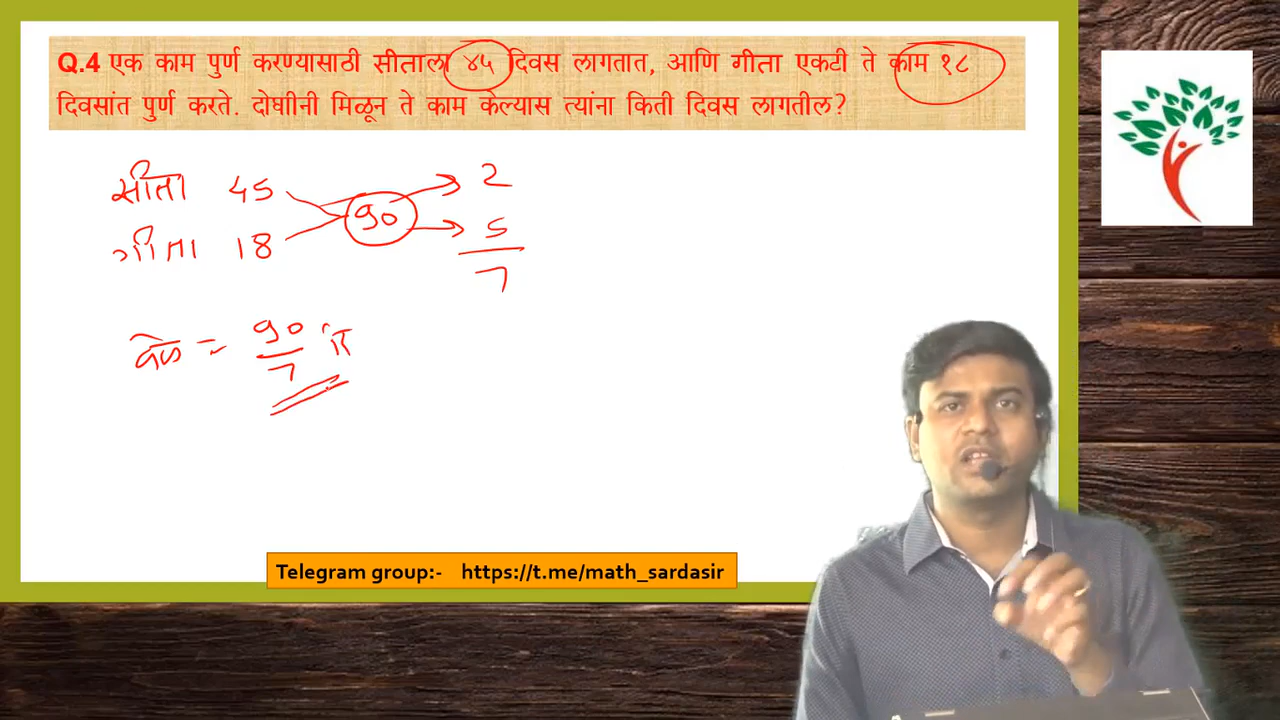 Q.4 एक काम पुर्ण करण्यासाठी सीताला ४५ दिवस लागतात, आणि गीता एकटी ते काम १८
दिवसांत पुर्ण करते. दोघीनी मिळून ते काम केल्यास त्यांना किती दिवस लागतील?
सीता 45 90 2
गीता 18 5
7
वेळ = 90/7 दि
Telegram group:- https://t.me/math_sardasir